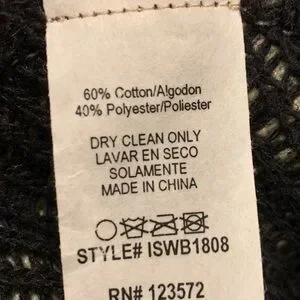 60% Cotton/Algodon
40% Polyester/Poliester
DRY CLEAN ONLY
LAVAR EN SECO
SOLAMENTE
MADE IN CHINA
STYLE# ISWB1808
RN# 123572